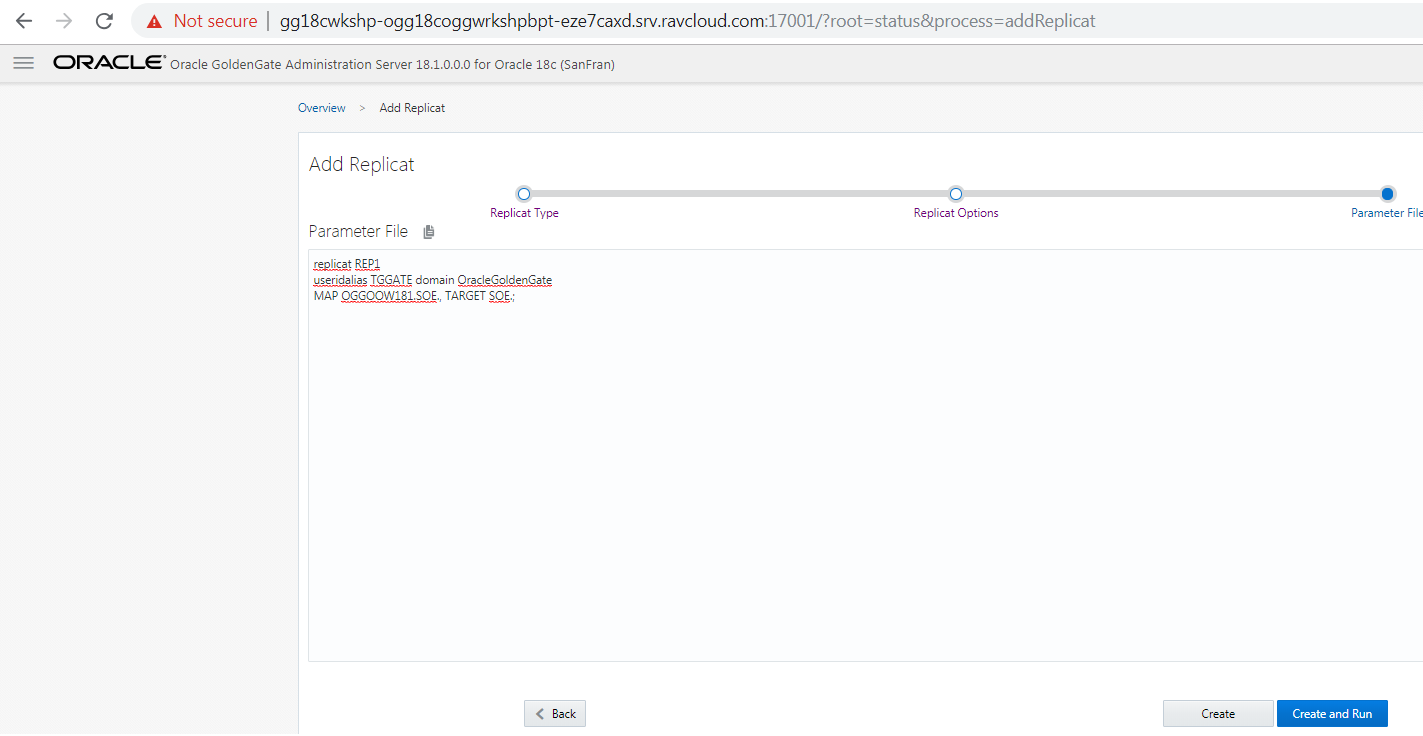 Not secure | gg18cwkshp-ogg18coggwrkshpbpt-eze7caxd.srv.ravcloud.com:17001/?root=status&process=addReplicat
ORACLE Oracle GoldenGate Administration Server 18.1.0.0.0 for Oracle 18c (SanFran)
Overview > Add Replicat
Add Replicat
Replicat Type Replicat Options Parameter File
Parameter File
replicat REP1
useridalias TGGATE domain OracleGoldenGate
MAP OGGOOW181.SOE., TARGET SOE.;
Back Create Create and Run